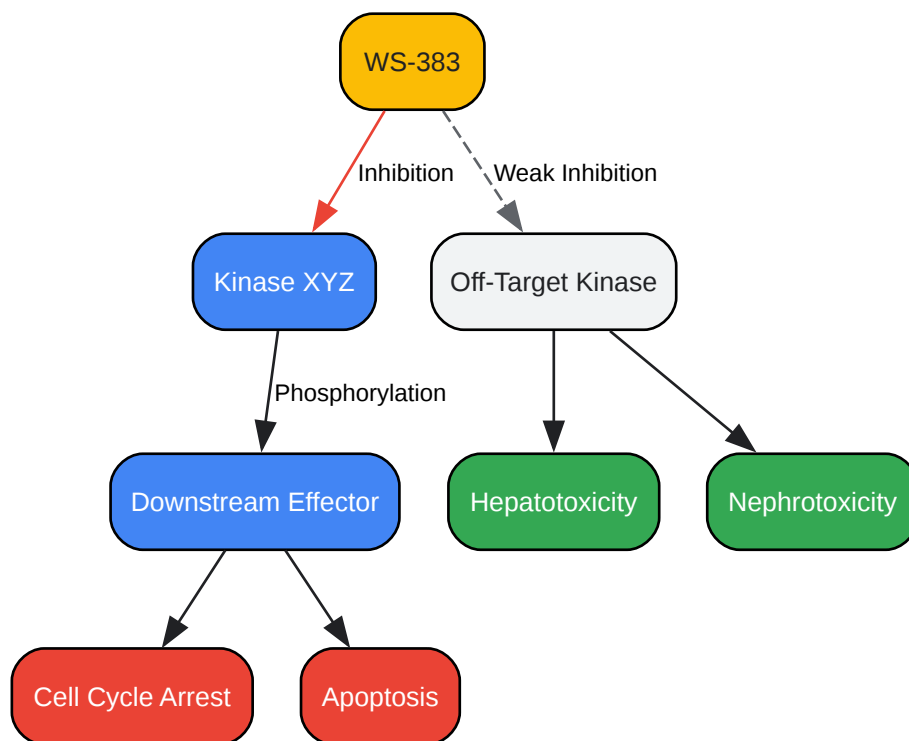 WS-383
Inhibition
Weak Inhibition
Kinase XYZ
Off-Target Kinase
Phosphorylation
Downstream Effector
Hepatotoxicity
Nephrotoxicity
Cell Cycle Arrest
Apoptosis